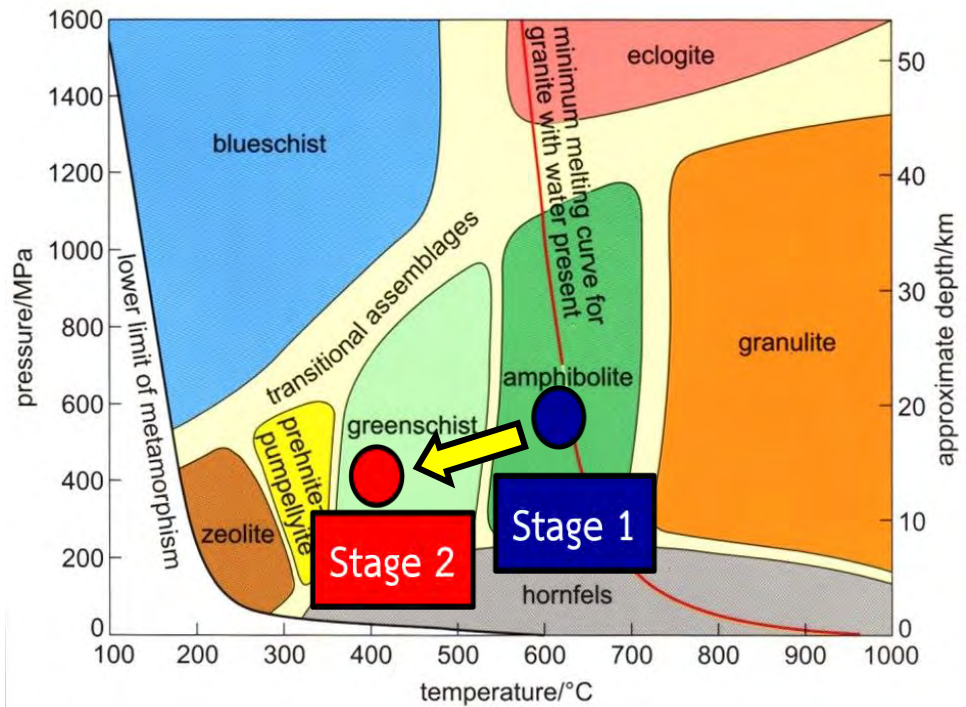 1600
1400
1200
1000
800
600
400
200
0
pressure/MPa
100
200
300
400
500
600
700
800
900
1000
temperature/°C
50
40
30
20
10
0
approximate depth/km
blueschist
eclogite
minimum melting curve for
granite with water present
lower limit of metamorphism
transitional assemblages
granulite
amphibolite
greenschist
prehnite-
pumpellyite
zeolite
hornfels
Stage 1
Stage 2